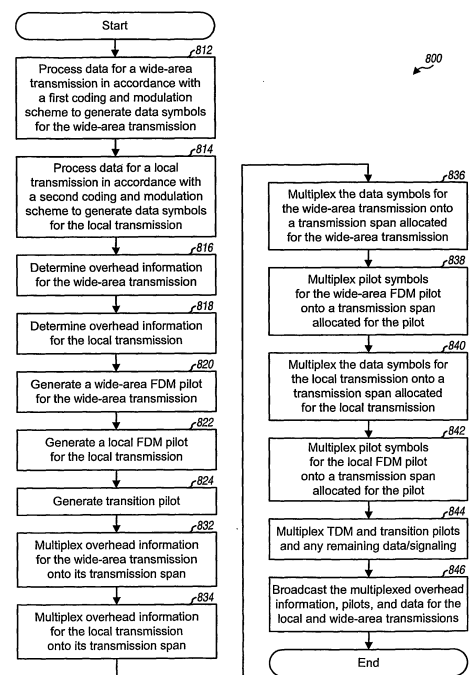 Start
812
Process data for a wide-area
transmission in accordance with
a first coding and modulation
scheme to generate data symbols
for the wide-area transmission
814
Process data for a local
transmission in accordance with
a second coding and modulation
scheme to generate data symbols
for the local transmission
816
Determine overhead information
for the wide-area transmission
818
Determine overhead information
for the local transmission
820
Generate a wide-area FDM pilot
for the wide-area transmission
822
Generate a local FDM pilot
for the local transmission
824
Generate transition pilot
832
Multiplex overhead information
for the wide-area transmission
onto its transmission span
834
Multiplex overhead information
for the local transmission
onto its transmission span
800
836
Multiplex the data symbols for
the wide-area transmission onto
a transmission span allocated
for the wide-area transmission
838
Multiplex pilot symbols
for the wide-area FDM pilot
onto a transmission span
allocated for the pilot
840
Multiplex the data symbols for
the local transmission onto a
transmission span allocated
for the local transmission
842
Multiplex pilot symbols
for the local FDM pilot
onto a transmission span
allocated for the pilot
844
Multiplex TDM and transition pilots
and any remaining data/signaling
846
Broadcast the multiplexed overhead
information, pilots, and data for the
local and wide-area transmissions
End